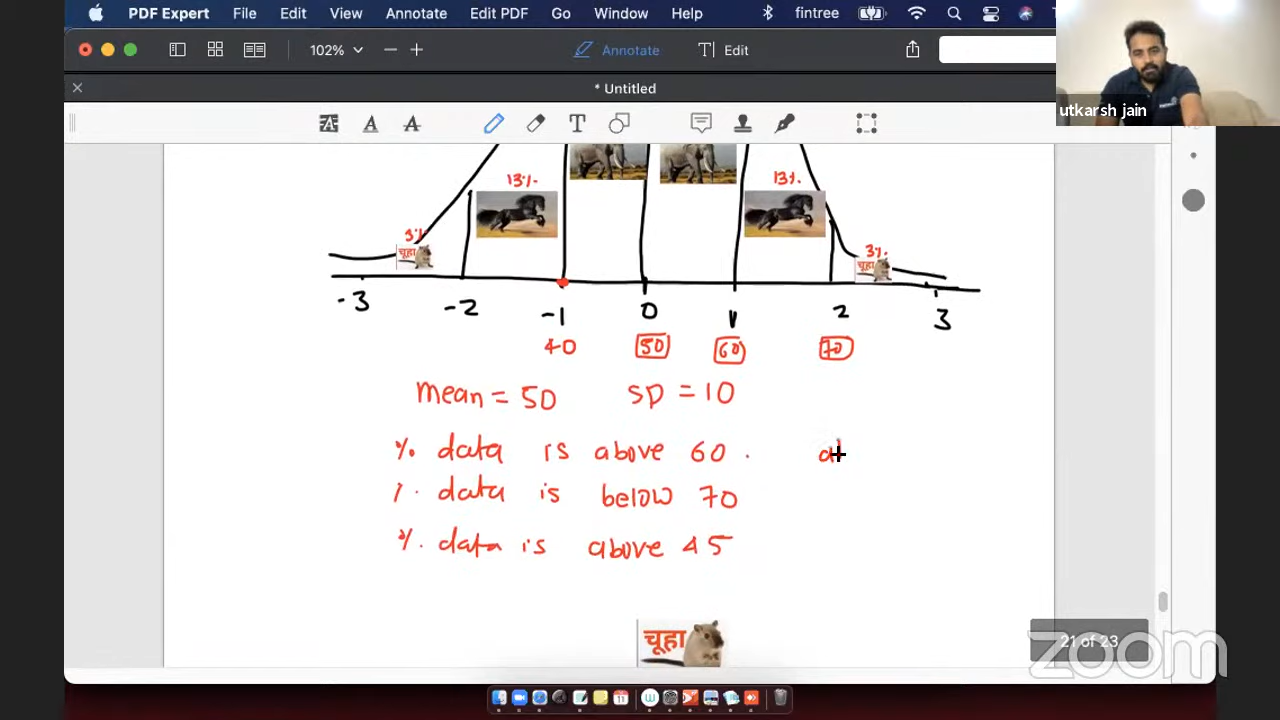 PDF Expert File Edit View Annotate Edit PDF Go Window Help fintree
102% Annotate Edit
* Untitled
utkarsh jain
13%. 13%.
3% चूहा
3%. चूहा
-3 -2 -1 0 1 2 3
40 50 60 70
Mean = 50 SD = 10
% data is above 60 .
%. data is below 70
%. data is above 45
चूहा
21 of 23
zoom